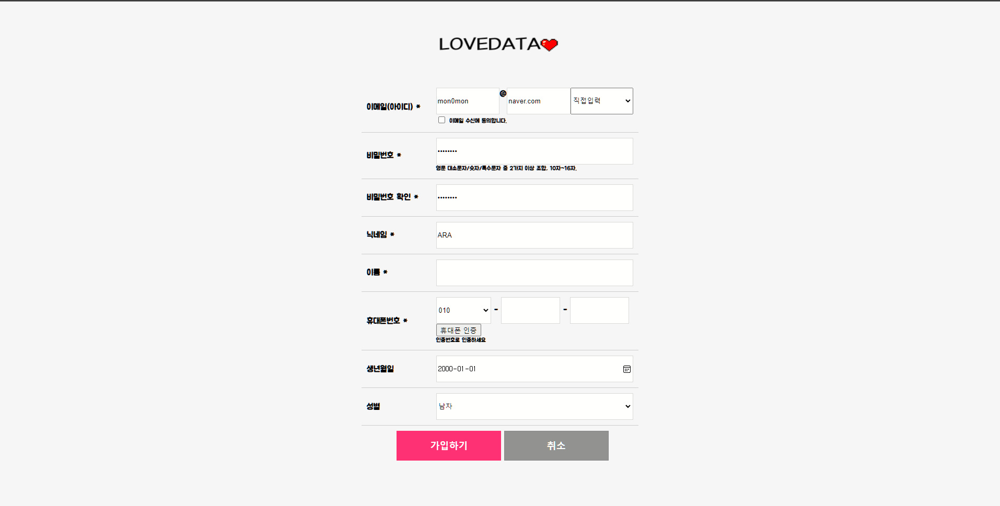 LOVEDATA
이메일(아이디) *
mon0mon @ naver.com 직접입력
이메일 수신에 동의합니다.
비밀번호 *
••••••••
영문 대소문자/숫자/특수문자 중 2가지 이상 조합, 10자~16자.
비밀번호 확인 *
••••••••
닉네임 *
ARA
이름 *
휴대폰번호 *
010 - -
휴대폰 인증
인증번호로 인증하세요
생년월일
2000-01-01
성별
남자
가입하기 취소